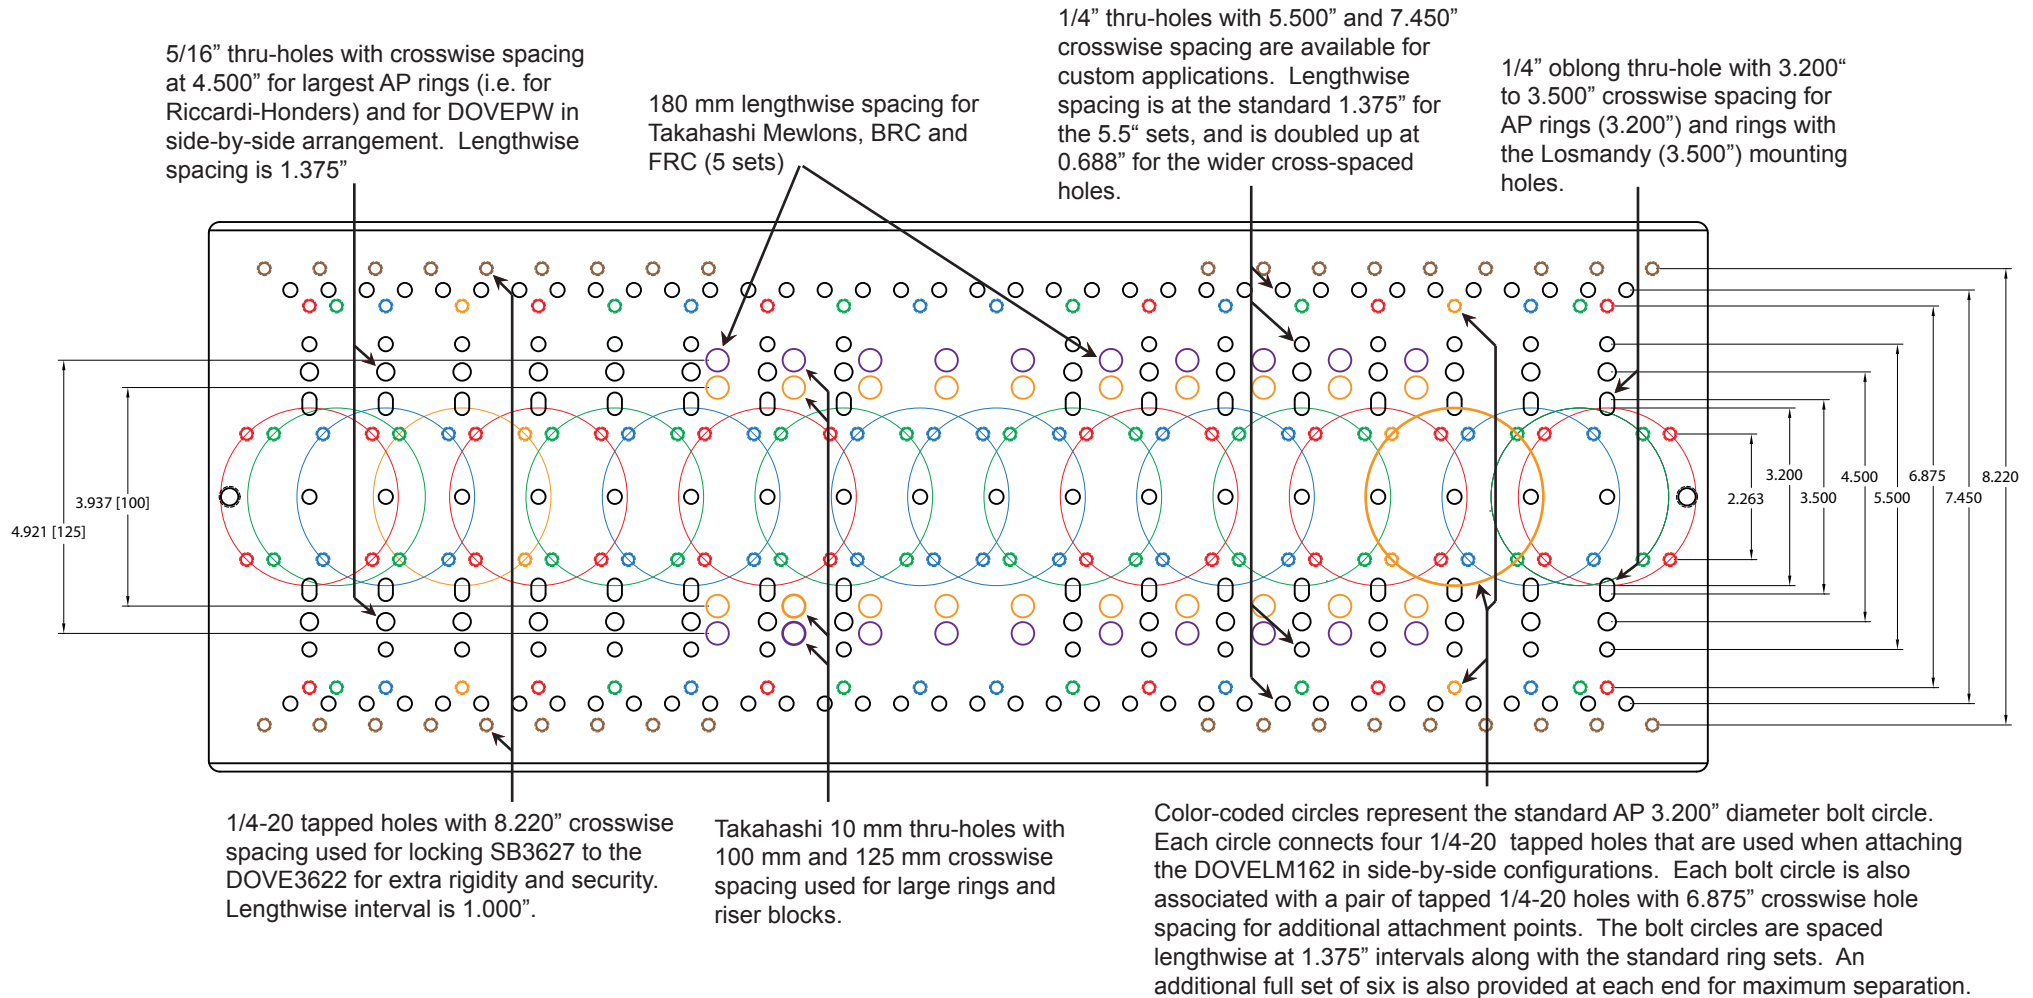 5/16” thru-holes with crosswise spacing
at 4.500” for largest AP rings (i.e. for
Riccardi-Honders) and for DOVEPW in
side-by-side arrangement.  Lengthwise
spacing is 1.375”
180 mm lengthwise spacing for
Takahashi Mewlons, BRC and
FRC (5 sets)
1/4” thru-holes with 5.500” and 7.450”
crosswise spacing are available for
custom applications.  Lengthwise
spacing is at the standard 1.375” for
the 5.5“ sets, and is doubled up at
0.688” for the wider cross-spaced
holes.
1/4” oblong thru-hole with 3.200“
to 3.500” crosswise spacing for
AP rings (3.200”) and rings with
the Losmandy (3.500”) mounting
holes.
4.921 [125]
3.937 [100]
2.263
3.200
3.500
4.500
5.500
6.875
7.450
8.220
1/4-20 tapped holes with 8.220” crosswise
spacing used for locking SB3627 to the
DOVE3622 for extra rigidity and security.
Lengthwise interval is 1.000”.
Takahashi 10 mm thru-holes with
100 mm and 125 mm crosswise
spacing used for large rings and
riser blocks.
Color-coded circles represent the standard AP 3.200” diameter bolt circle.
Each circle connects four 1/4-20  tapped holes that are used when attaching
the DOVELM162 in side-by-side configurations.  Each bolt circle is also
associated with a pair of tapped 1/4-20 holes with 6.875” crosswise hole
spacing for additional attachment points.  The bolt circles are spaced
lengthwise at 1.375” intervals along with the standard ring sets.  An
additional full set of six is also provided at each end for maximum separation.